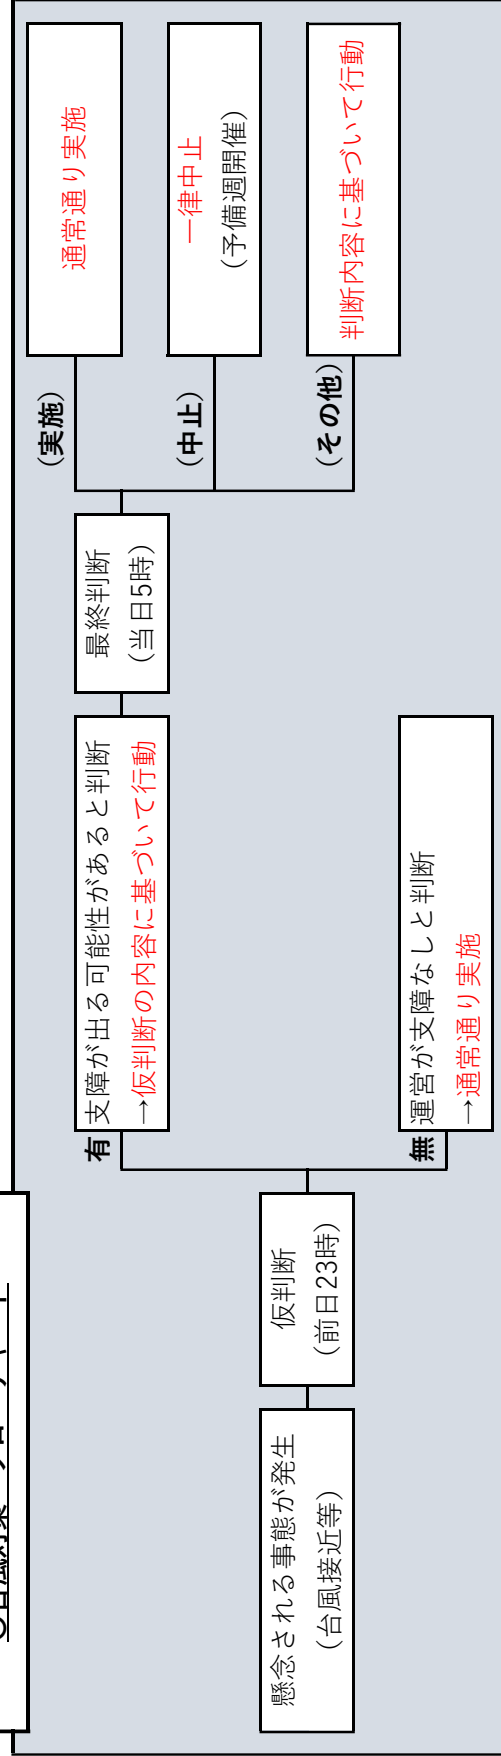 懸念される事態が発生
(台風接近等)
仮判断
(前日23時)
有
支障が出る可能性があると判断
→仮判断の内容に基づいて行動
無
運営が支障なしと判断
→通常通り実施
最終判断
(当日5時)
(実施)
通常通り実施
(中止)
一律中止
(予備週開催)
(その他)
判断内容に基づいて行動